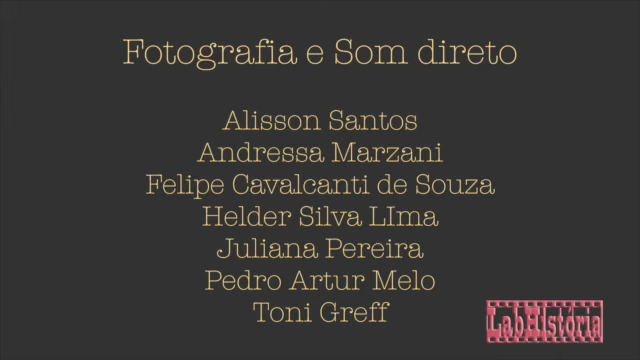 Fotografia e Som direto
Alisson Santos
Andressa Marzani
Felipe Cavalcanti de Souza
Helder Silva LIma
Juliana Pereira
Pedro Artur Melo
Toni Greff
LabHistória